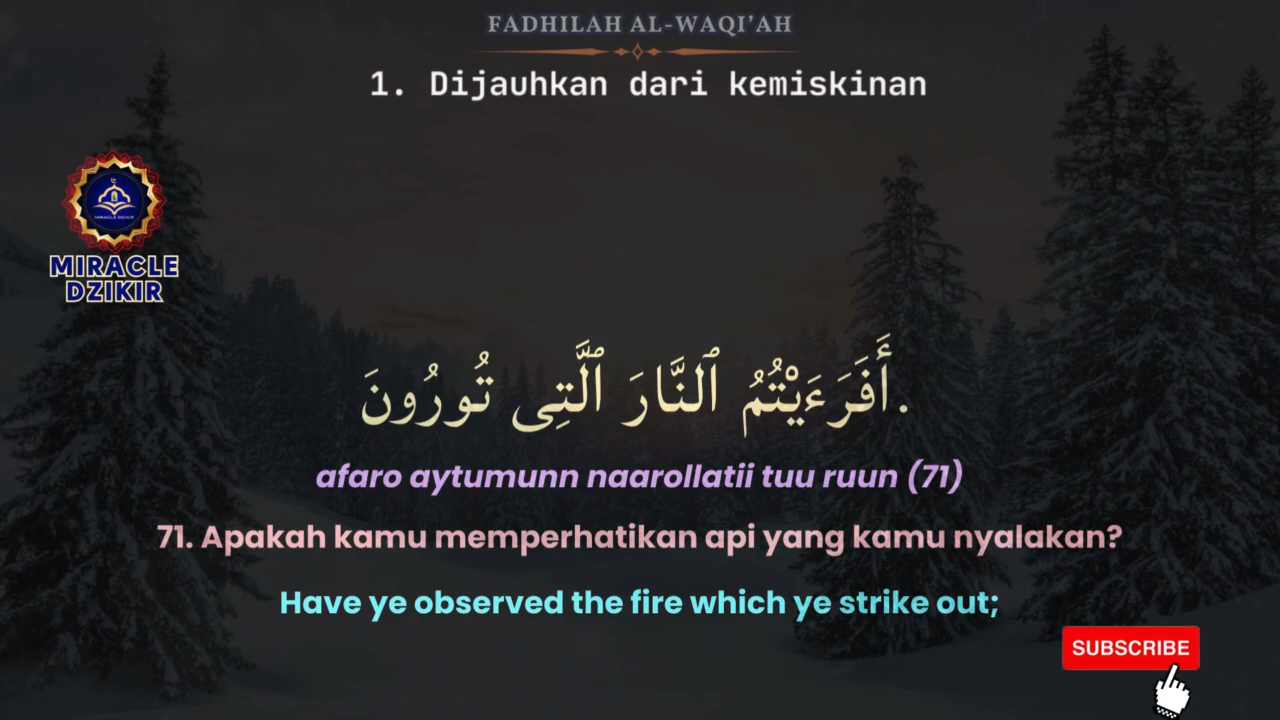 FADHILAH AL-WAQI'AH
1. Dijauhkan dari kemiskinan
MIRACLE
DZIKIR
أَفَرَءَيْتُمُ ٱلنَّارَ ٱلَّتِى تُورُونَ.
afaro aytumunn naarollatii tuu ruun (71)
71. Apakah kamu memperhatikan api yang kamu nyalakan?
Have ye observed the fire which ye strike out;
SUBSCRIBE